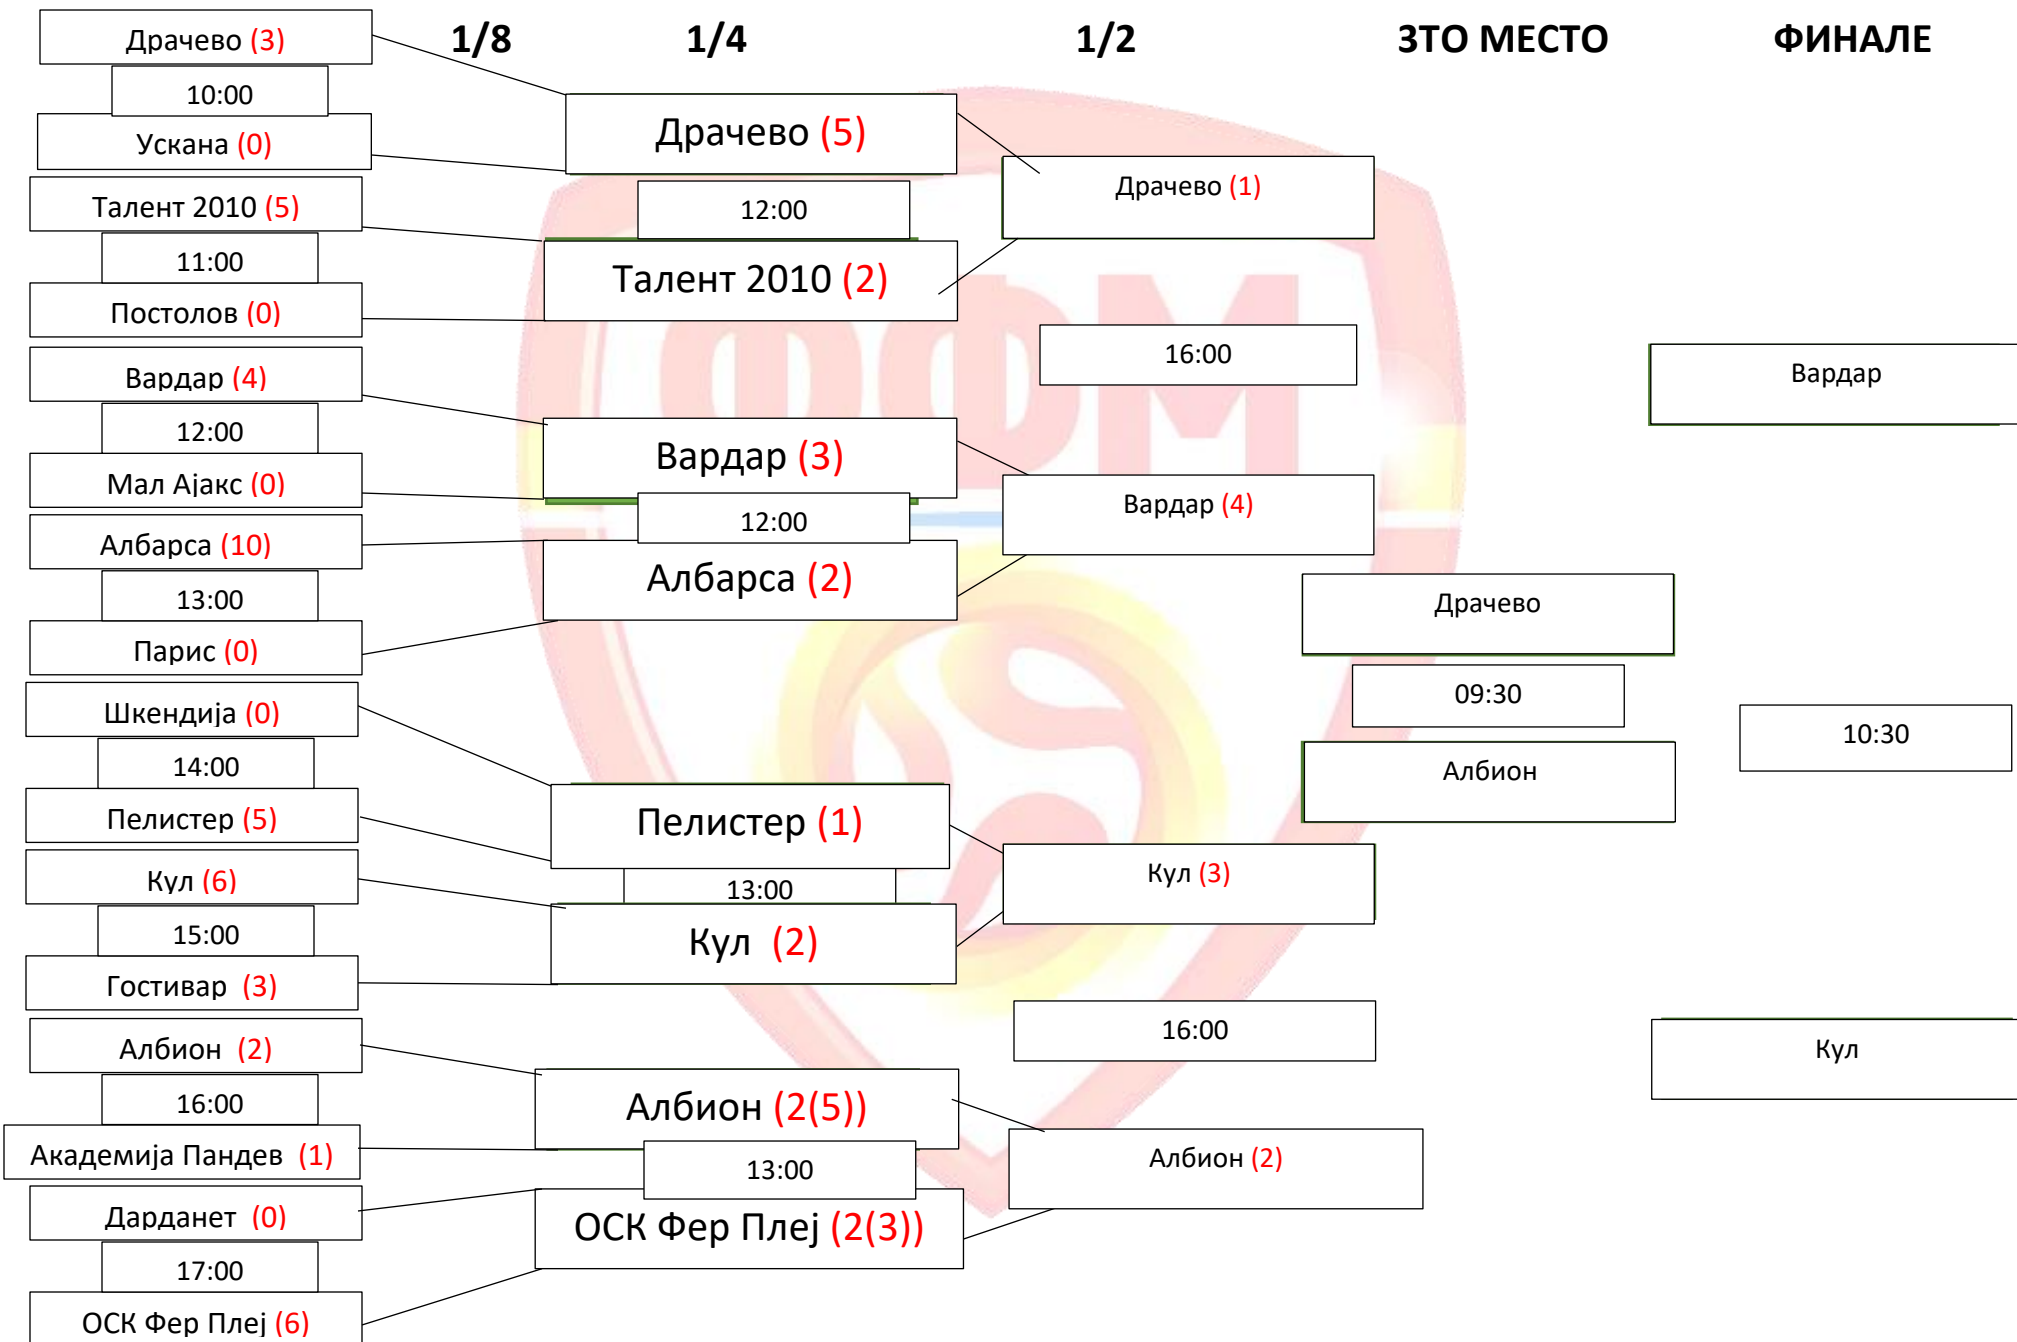 1/8
1/4
1/2
3ТО МЕСТО
ФИНАЛЕ
Драчево (3)
10:00
Ускана (0)
Талент 2010 (5)
11:00
Постолов (0)
Вардар (4)
12:00
Мал Ајакс (0)
Албарса (10)
13:00
Парис (0)
Шкендија (0)
14:00
Пелистер (5)
Кул (6)
15:00
Гостивар (3)
Албион (2)
16:00
Академија Пандев (1)
Дарданет (0)
17:00
ОСК Фер Плеј (6)
Драчево (5)
12:00
Талент 2010 (2)
Вардар (3)
12:00
Албарса (2)
Пелистер (1)
13:00
Кул (2)
Албион (2(5))
13:00
ОСК Фер Плеј (2(3))
Драчево (1)
16:00
Вардар (4)
Кул (3)
16:00
Албион (2)
Драчево
09:30
Албион
Вардар
10:30
Кул
ФФМ